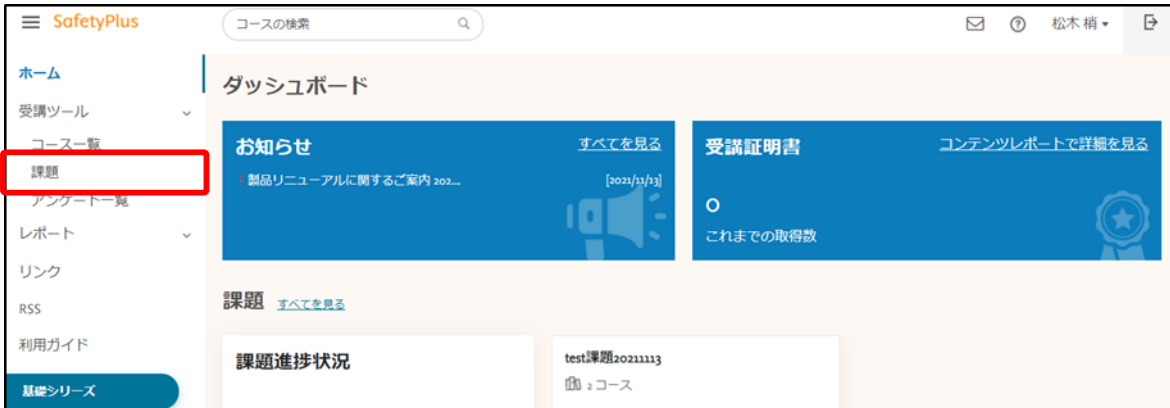 SafetyPlus
コースの検索
松木 梢
ホーム
受講ツール
コース一覧
課題
アンケート一覧
レポート
リンク
RSS
利用ガイド
基礎シリーズ
ダッシュボード
お知らせ すべてを見る
製品リニューアルに関するご案内 202... [2021/11/13]
受講証明書 コンテンツレポートで詳細を見る
0
これまでの取得数
課題 すべてを見る
課題進捗状況
test課題20211113
2 コース